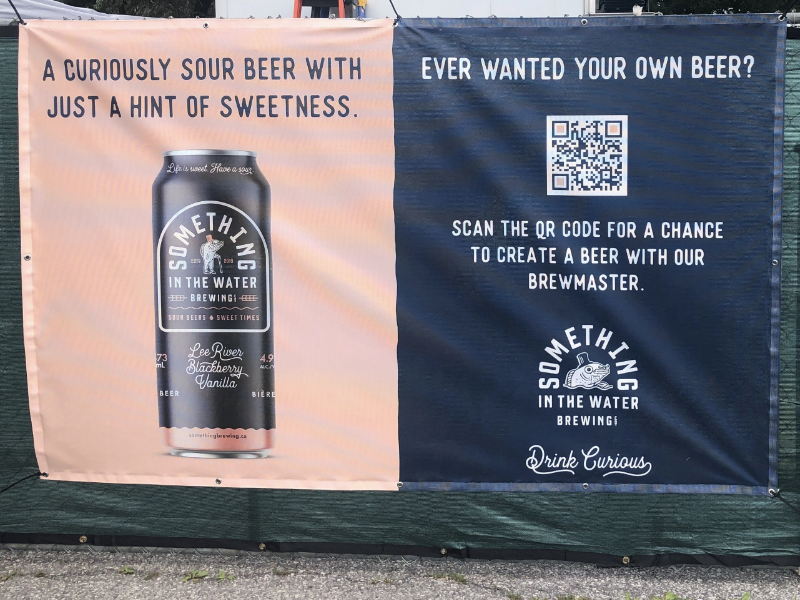 A CURIOUSLY SOUR BEER WITH
JUST A HINT OF SWEETNESS.
Life is sweet. Have a sour.
SOMETHING
IN THE WATER
BREWING
SOUR BEERS & SWEET TIMES
Lee River
Blackberry
Vanilla
73
mL
4.9
ALC./
BEER
BIÈRE
somethingbrewing.ca
EVER WANTED YOUR OWN BEER?
SCAN THE QR CODE FOR A CHANCE
TO CREATE A BEER WITH OUR
BREWMASTER.
SOMETHING
IN THE WATER
BREWING
Drink Curious